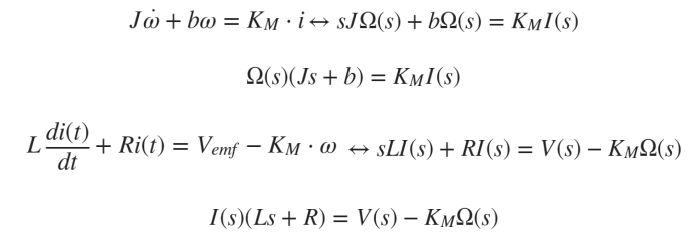 Jω̇ + bω = K_M · i ↔ sJΩ(s) + bΩ(s) = K_M I(s)
Ω(s)(Js + b) = K_M I(s)
L di(t)/dt + Ri(t) = V_emf − K_M · ω ↔ sLI(s) + RI(s) = V(s) − K_M Ω(s)
I(s)(Ls + R) = V(s) − K_M Ω(s)